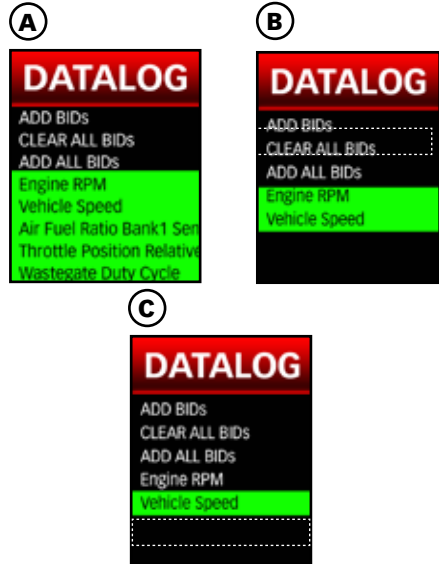 A
DATALOG
ADD BIDs
CLEAR ALL BIDs
ADD ALL BIDs
Engine RPM
Vehicle Speed
Air Fuel Ratio Bank1 Sen
Throttle Position Relative
Wastegate Duty Cycle
B
DATALOG
ADD BIDs
CLEAR ALL BIDs
ADD ALL BIDs
Engine RPM
Vehicle Speed
C
DATALOG
ADD BIDs
CLEAR ALL BIDs
ADD ALL BIDs
Engine RPM
Vehicle Speed